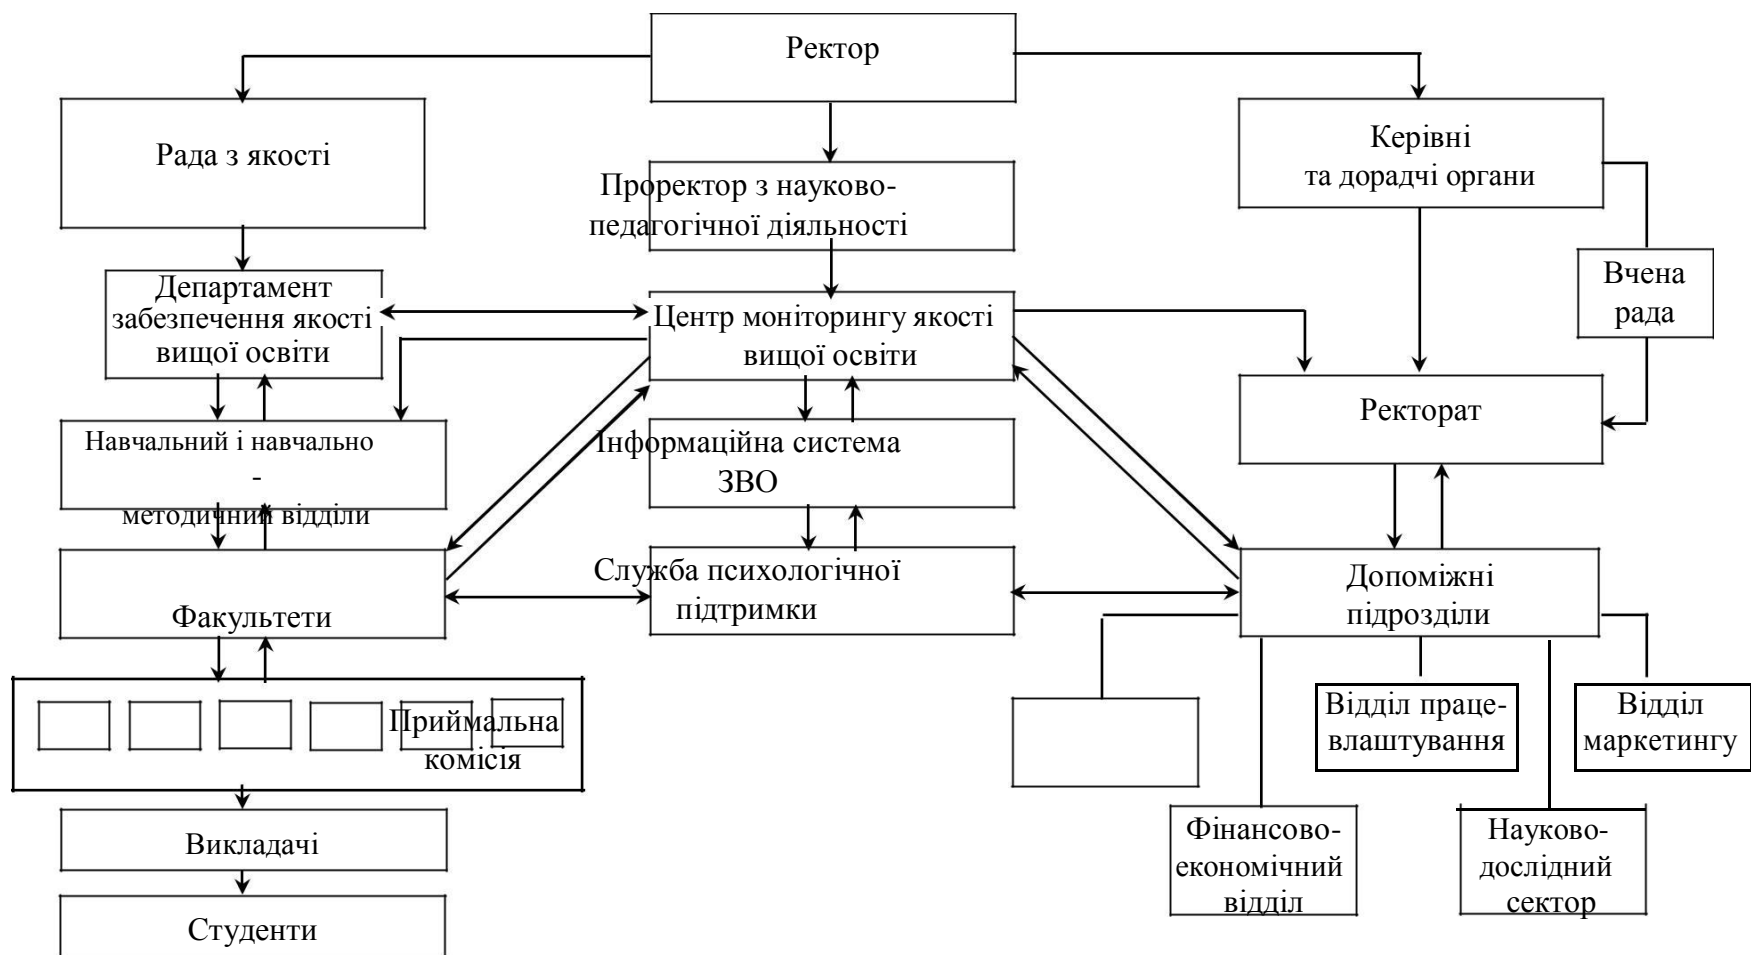 Ректор
Рада з якості
Керівні
та дорадчі органи
Проректор з науково-
педагогічної діяльності
Вчена
рада
Департамент
забезпечення якості
вищої освіти
Центр моніторингу якості
вищої освіти
Ректорат
Навчальний і навчально
-
методичний відділи
Інформаційна система
ЗВО
Факультети
Служба психологічної
підтримки
Допоміжні
підрозділи
Приймальна
комісія
Відділ праце-
влаштування
Відділ
маркетингу
Викладачі
Фінансово-
економічний
відділ
Науково-
дослідний
сектор
Студенти